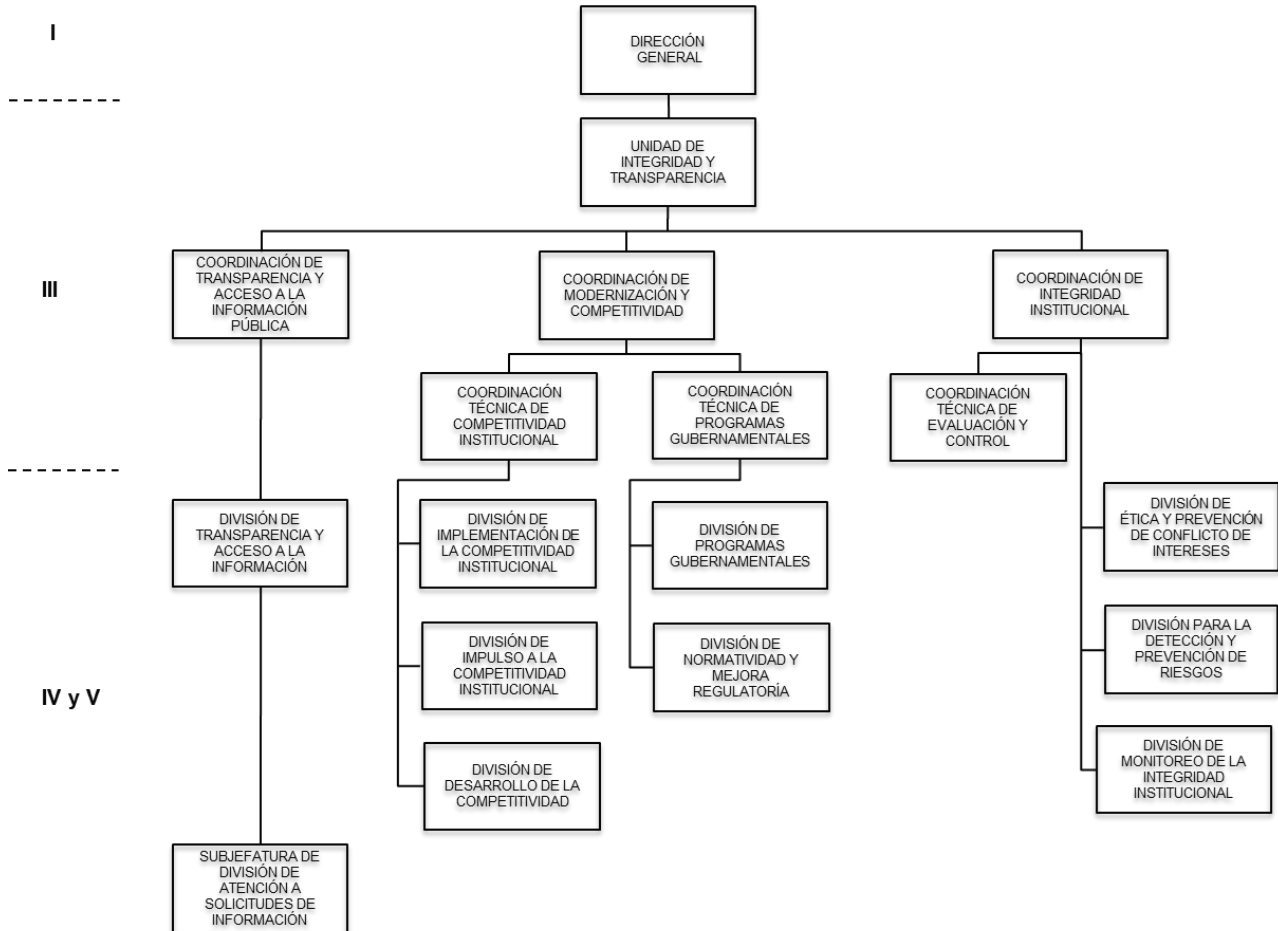 I
DIRECCIÓN
GENERAL
UNIDAD DE
INTEGRIDAD Y
TRANSPARENCIA
III
COORDINACIÓN DE
TRANSPARENCIA Y
ACCESO A LA
INFORMACIÓN
PÚBLICA
COORDINACIÓN DE
MODERNIZACIÓN Y
COMPETITIVIDAD
COORDINACIÓN DE
INTEGRIDAD
INSTITUCIONAL
COORDINACIÓN
TÉCNICA DE
COMPETITIVIDAD
INSTITUCIONAL
COORDINACIÓN
TÉCNICA DE
PROGRAMAS
GUBERNAMENTALES
COORDINACIÓN
TÉCNICA DE
EVALUACIÓN Y
CONTROL
IV y V
DIVISIÓN DE
TRANSPARENCIA Y
ACCESO A LA
INFORMACIÓN
DIVISIÓN DE
IMPLEMENTACIÓN DE
LA COMPETITIVIDAD
INSTITUCIONAL
DIVISIÓN DE
PROGRAMAS
GUBERNAMENTALES
DIVISIÓN DE
ÉTICA Y PREVENCIÓN
DE CONFLICTO DE
INTERESES
DIVISIÓN DE
IMPULSO A LA
COMPETITIVIDAD
INSTITUCIONAL
DIVISIÓN DE
NORMATIVIDAD Y
MEJORA
REGULATORÍA
DIVISIÓN PARA LA
DETECCIÓN Y
PREVENCIÓN DE
RIESGOS
DIVISIÓN DE
DESARROLLO DE LA
COMPETITIVIDAD
DIVISIÓN DE
MONITOREO DE LA
INTEGRIDAD
INSTITUCIONAL
SUBJEFATURA DE
DIVISIÓN DE
ATENCIÓN A
SOLICITUDES DE
INFORMACIÓN